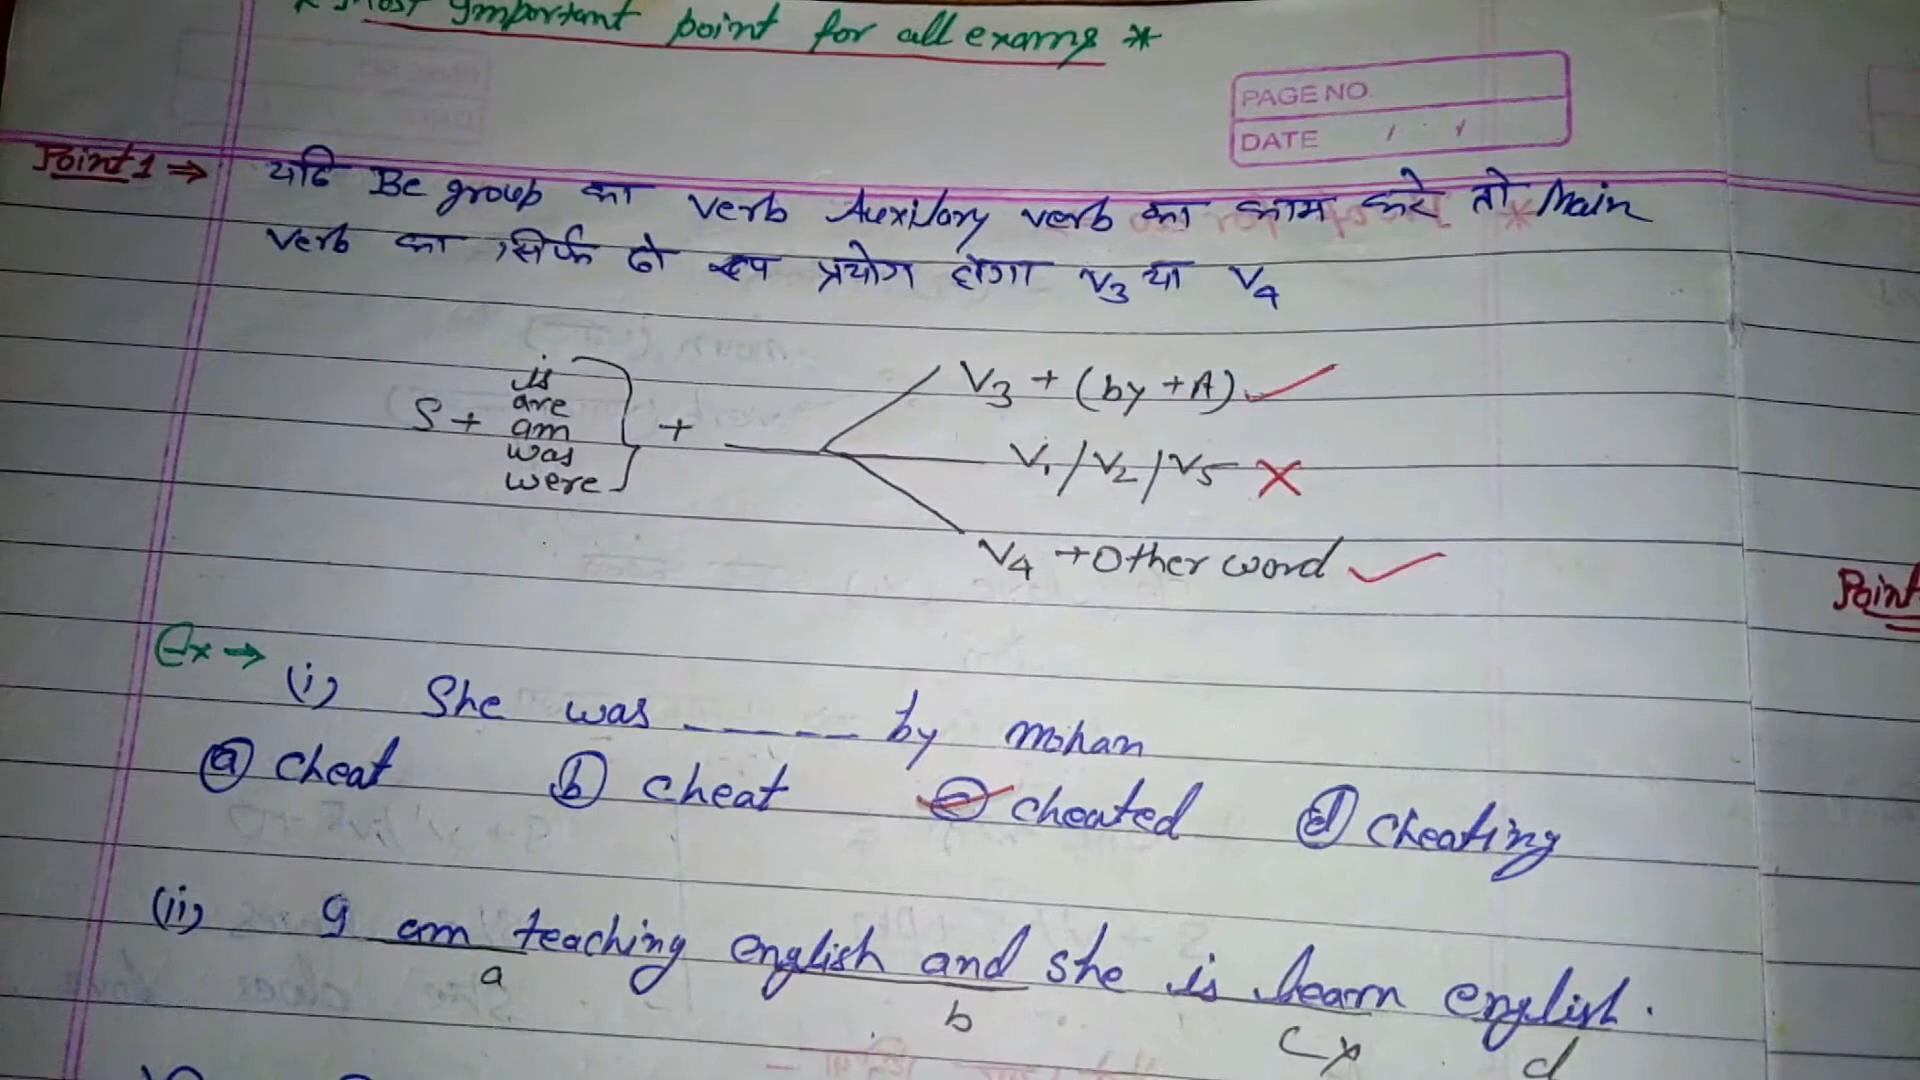 * Most Important point for all exams *
PAGE NO.
DATE / /
Point 1 ⇒ यदि Be group का verb Auxilary verb का काम करे तो Main
verb का सिर्फ दो रूप प्रयोग होगा V3 या V4
S + is are am was were +
V3 + (by + A) ✓
V1 / V2 / V5 ✗
V4 + Other word ✓
Point
Ex → (i) She was ----- by mohan
(a) cheat (b) cheat (c) cheated (d) cheating
(ii) I am teaching english and she is learn english.
a b c x d